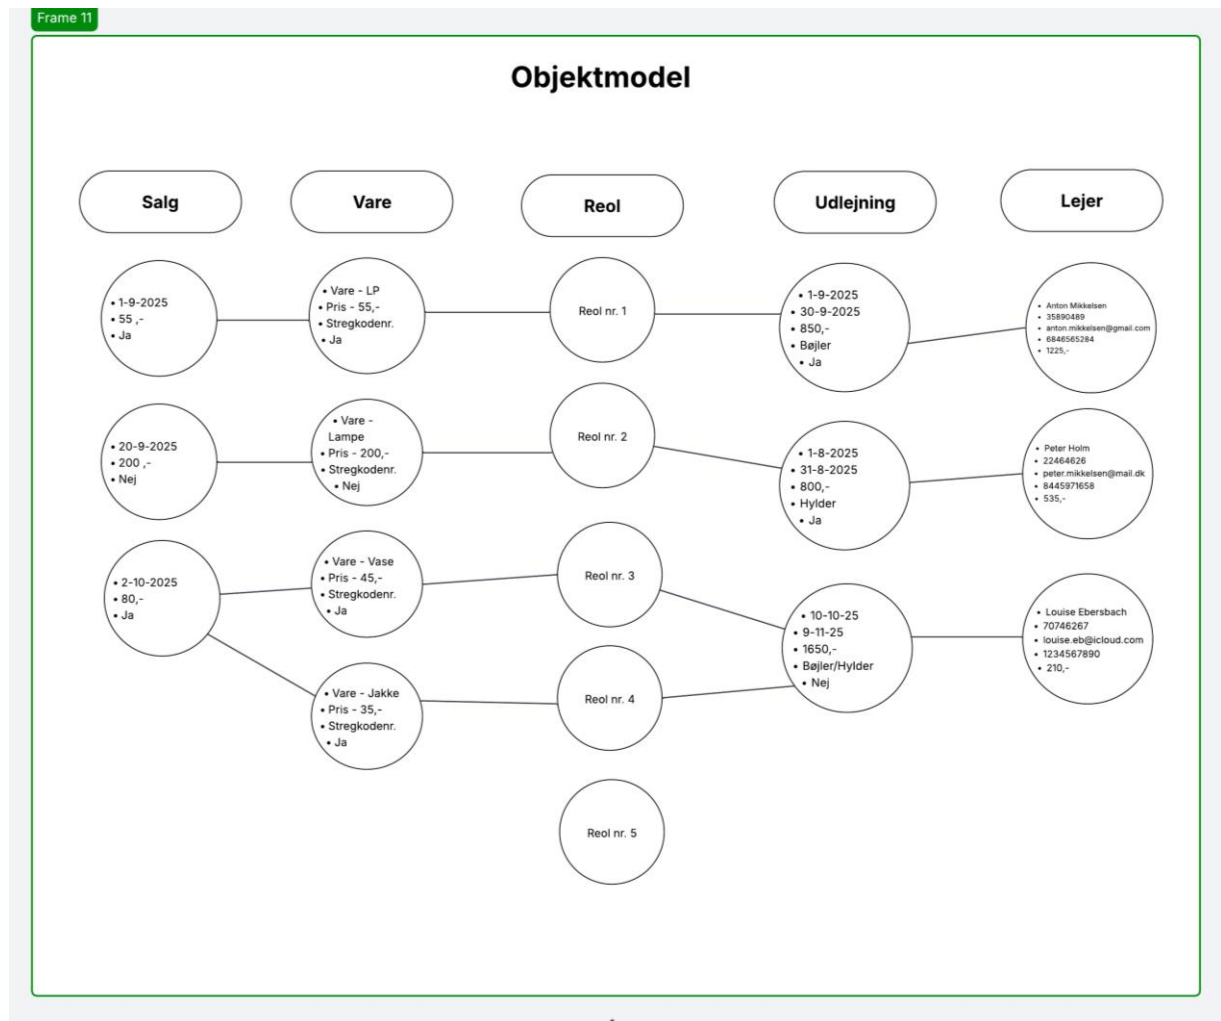 Frame 11
Objektmodel
Salg
Vare
Reol
Udlejning
Lejer
• 1-9-2025
• 55 ,-
• Ja
• Vare - LP
• Pris - 55,-
• Stregkodenr.
• Ja
Reol nr. 1
• 1-9-2025
• 30-9-2025
• 850,-
• Bøjler
• Ja
• Anton Mikkelsen
• 35890489
• anton.mikkelsen@gmail.com
• 6846565284
• 1225,-
• 20-9-2025
• 200 ,-
• Nej
• Vare -
Lampe
• Pris - 200,-
• Stregkodenr.
• Nej
Reol nr. 2
• 1-8-2025
• 31-8-2025
• 800,-
• Hylder
• Ja
• Peter Holm
• 22464626
• peter.mikkelsen@mail.dk
• 8445971658
• 535,-
• 2-10-2025
• 80,-
• Ja
• Vare - Vase
• Pris - 45,-
• Stregkodenr.
• Ja
Reol nr. 3
• 10-10-25
• 9-11-25
• 1650,-
• Bøjler/Hylder
• Nej
• Louise Ebersbach
• 70746267
• louise.eb@icloud.com
• 1234567890
• 210,-
• Vare - Jakke
• Pris - 35,-
• Stregkodenr.
• Ja
Reol nr. 4
Reol nr. 5